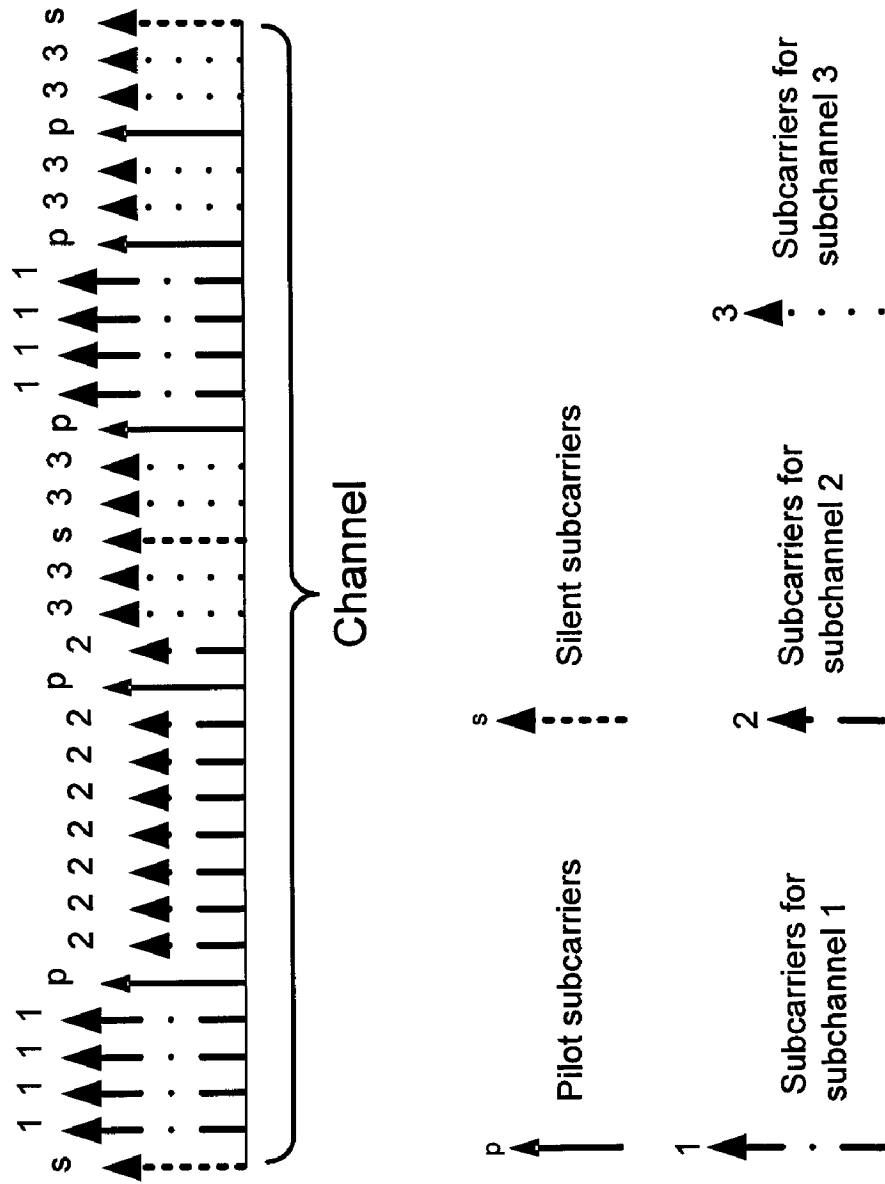 s 1 1 1 1 p 2 2 2 2 2 2 2 p 2 3 3 s 3 3 p 1 1 1 1 p 3 3 p 3 3 s
Channel
p Pilot subcarriers
s Silent subcarriers
1 Subcarriers for
subchannel 1
2 Subcarriers for
subchannel 2
3 Subcarriers for
subchannel 3